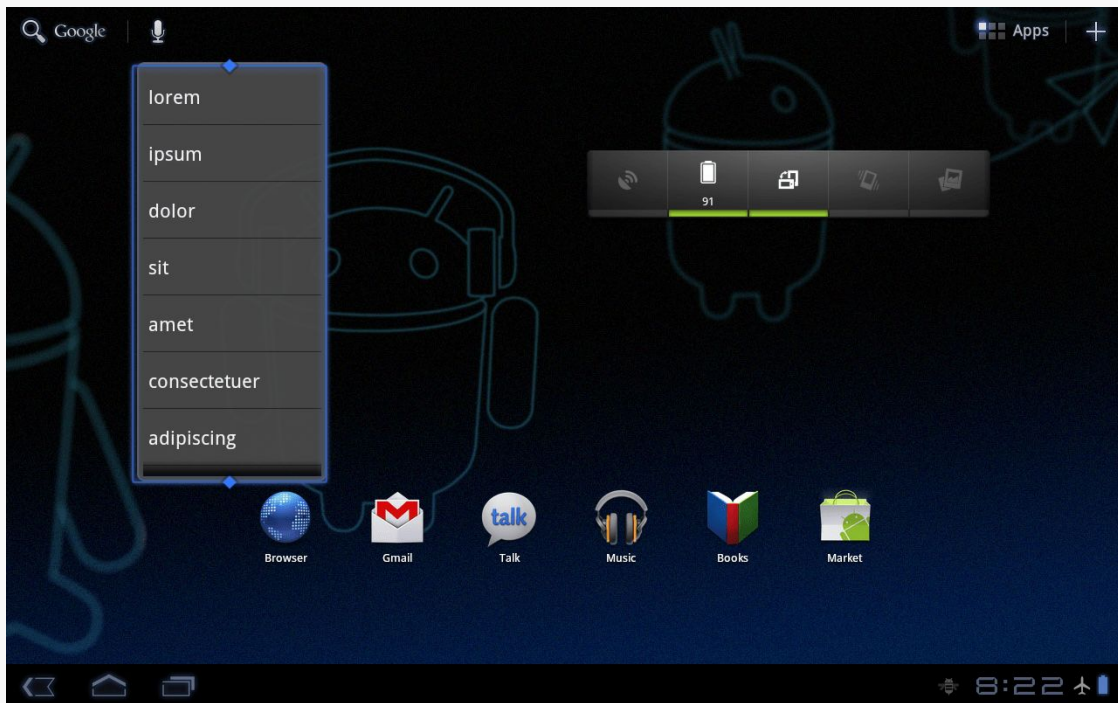 Google
Apps
lorem
ipsum
dolor
sit
amet
consectetuer
adipiscing
91
Browser
Gmail
talk
Talk
Music
Books
Market
8:22